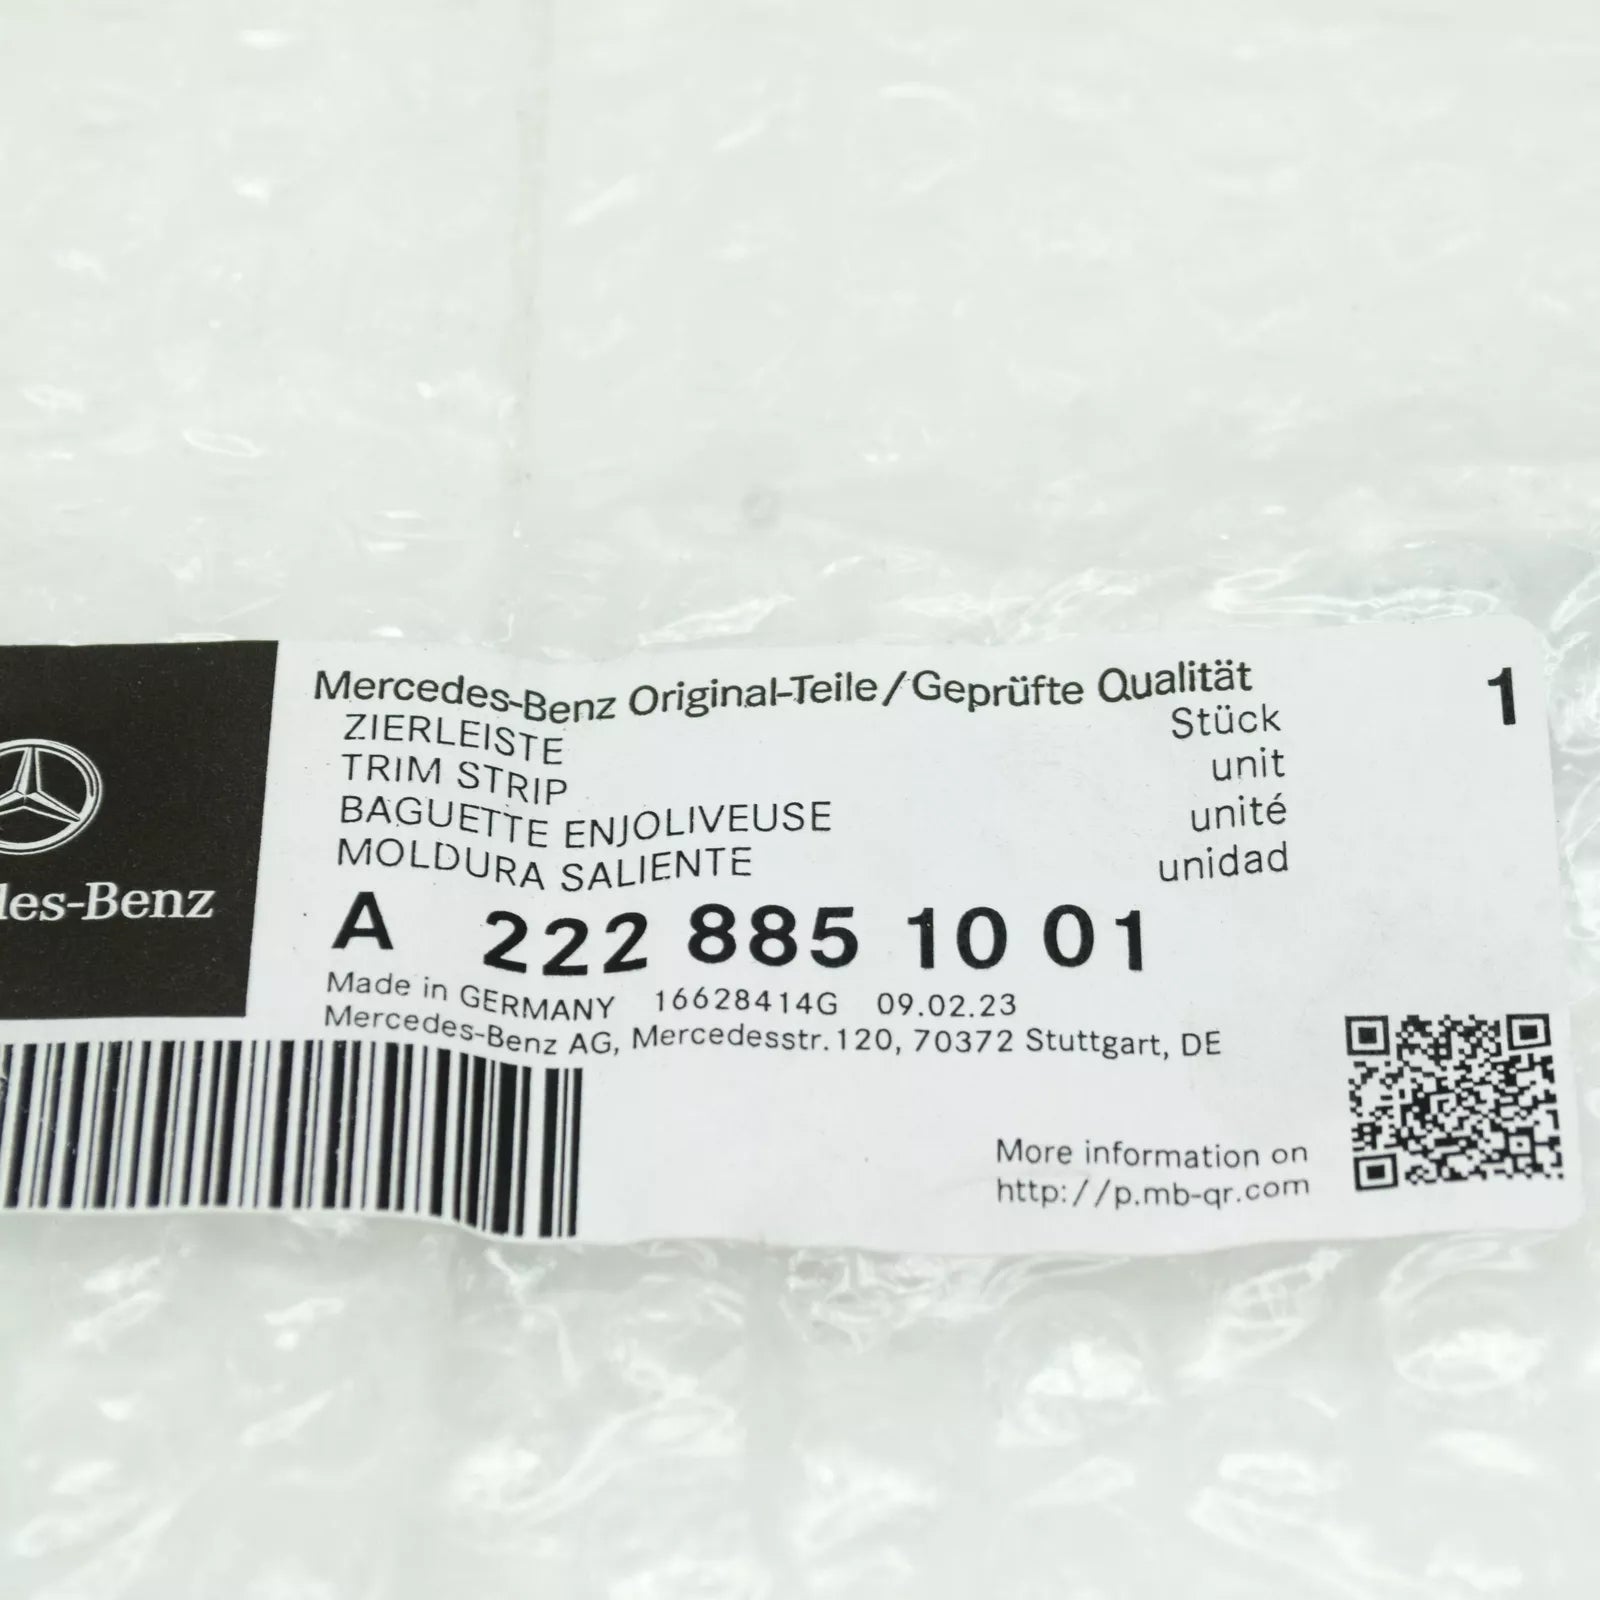 des-Benz
Mercedes-Benz Original-Teile/Geprüfte Qualität 1
ZIERLEISTE Stück
TRIM STRIP unit
BAGUETTE ENJOLIVEUSE unité
MOLDURA SALIENTE unidad
A 222 885 10 01
Made in GERMANY 16628414G 09.02.23
Mercedes-Benz AG, Mercedesstr. 120, 70372 Stuttgart, DE
More information on
http://p.mb-qr.com